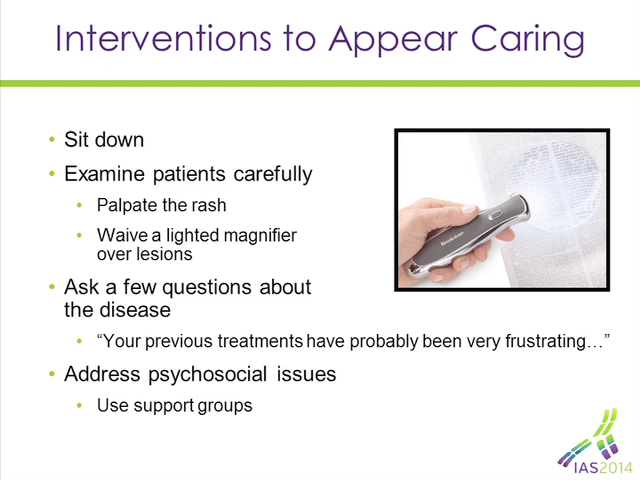 Interventions to Appear Caring
• Sit down
• Examine patients carefully
• Palpate the rash
• Waive a lighted magnifier
over lesions
• Ask a few questions about
the disease
• “Your previous treatments have probably been very frustrating…”
• Address psychosocial issues
• Use support groups
IAS2014